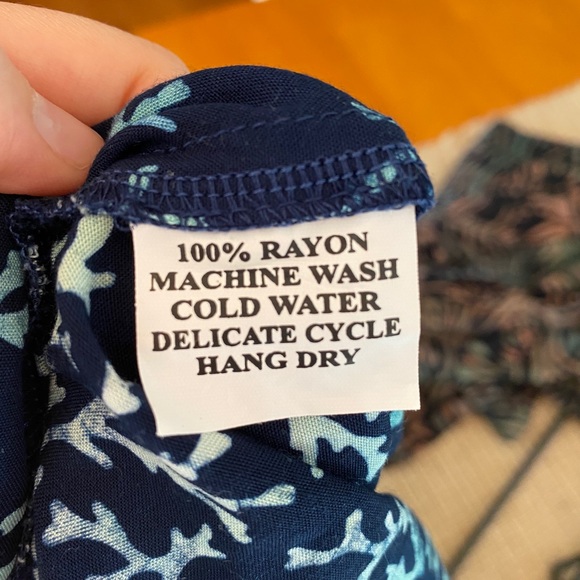 100% RAYON
MACHINE WASH
COLD WATER
DELICATE CYCLE
HANG DRY